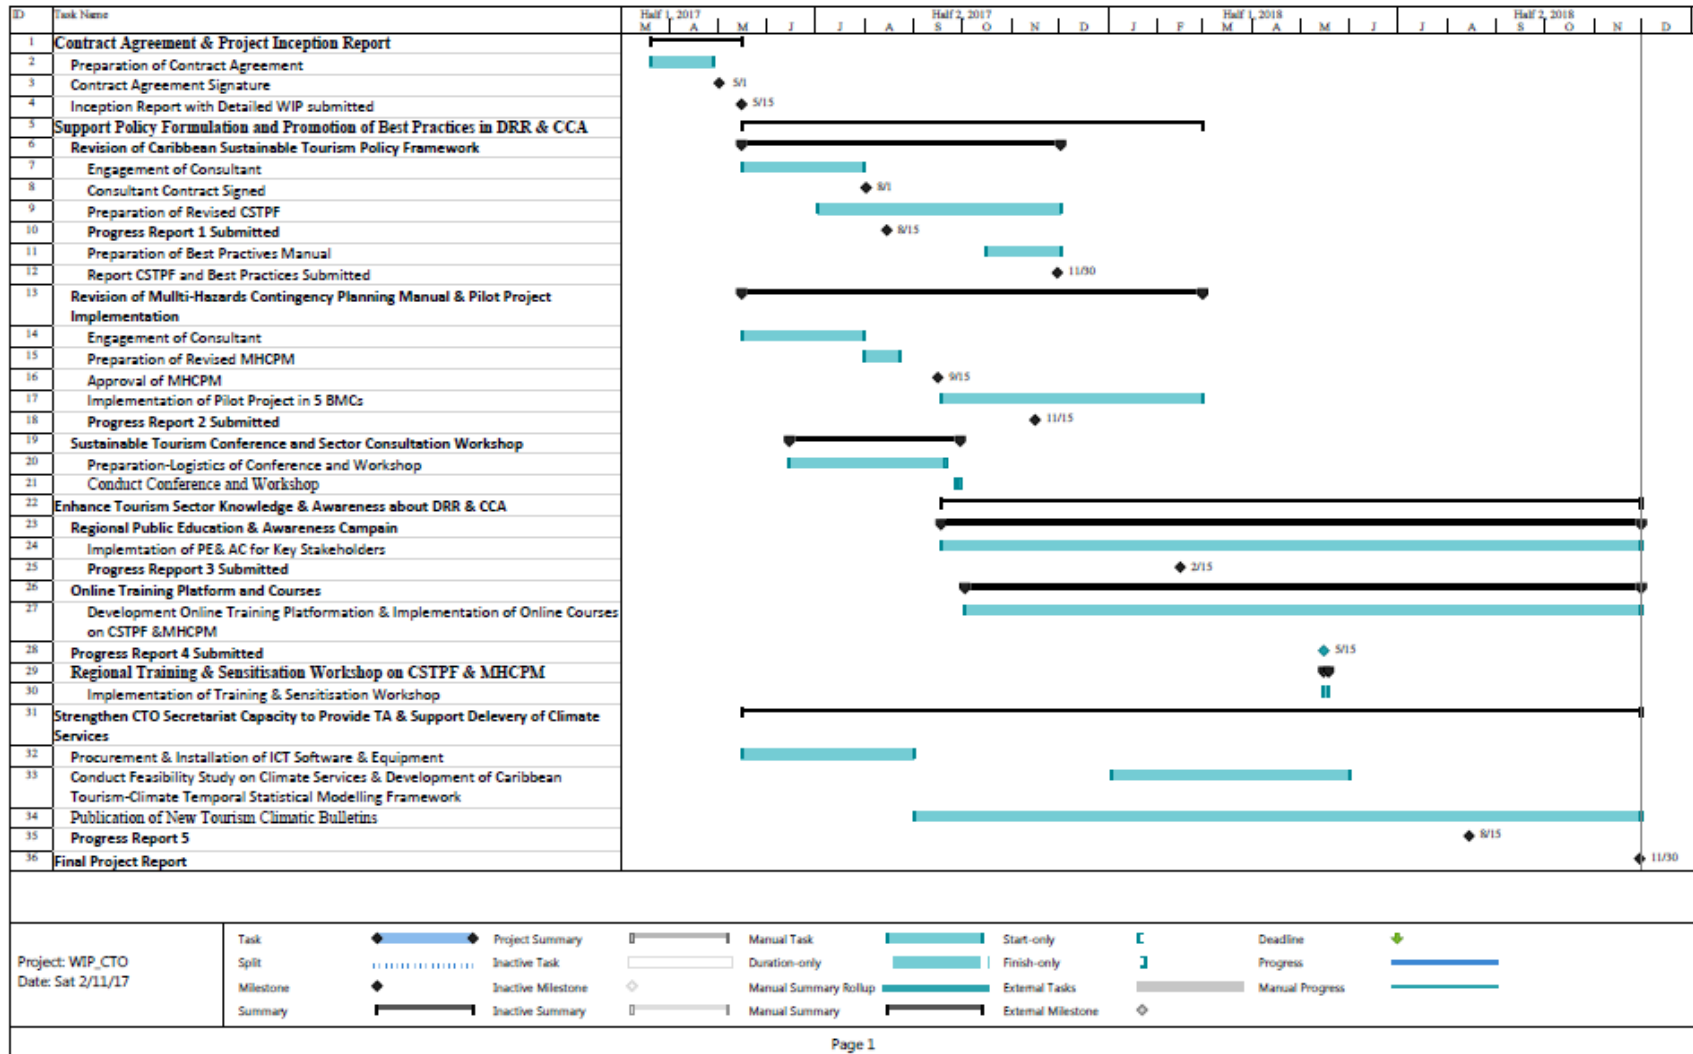 ID Task Name Half 1, 2017 Half 2, 2017 Half 1, 2018 Half 2, 2018
M A M J J A S O N D J F M A M J J A S O N D
1 Contract Agreement & Project Inception Report
2 Preparation of Contract Agreement
3 Contract Agreement Signature 5/1
4 Inception Report with Detailed WIP submitted 5/15
5 Support Policy Formulation and Promotion of Best Practices in DRR & CCA
6 Revision of Caribbean Sustainable Tourism Policy Framework
7 Engagement of Consultant
8 Consultant Contract Signed 8/1
9 Preparation of Revised CSTPF
10 Progress Report 1 Submitted 8/15
11 Preparation of Best Practives Manual
12 Report CSTPF and Best Practices Submitted 11/30
13 Revision of Mullti-Hazards Contingency Planning Manual & Pilot Project
Implementation
14 Engagement of Consultant
15 Preparation of Revised MHCPM
16 Approval of MHCPM 9/15
17 Implementation of Pilot Project in 5 BMCs
18 Progress Report 2 Submitted 11/15
19 Sustainable Tourism Conference and Sector Consultation Workshop
20 Preparation-Logistics of Conference and Workshop
21 Conduct Conference and Workshop
22 Enhance Tourism Sector Knowledge & Awareness about DRR & CCA
23 Regional Public Education & Awareness Campain
24 Implemtation of PE& AC for Key Stakeholders
25 Progress Repport 3 Submitted 2/15
26 Online Training Platform and Courses
27 Development Online Training Platformation & Implementation of Online Courses
on CSTPF &MHCPM
28 Progress Report 4 Submitted 5/15
29 Regional Training & Sensitisation Workshop on CSTPF & MHCPM
30 Implementation of Training & Sensitisation Workshop
31 Strengthen CTO Secretariat Capacity to Provide TA & Support Delevery of Climate
Services
32 Procurement & Installation of ICT Software & Equipment
33 Conduct Feasibility Study on Climate Services & Development of Caribbean
Tourism-Climate Temporal Statistical Modelling Framework
34 Publication of New Tourism Climatic Bulletins
35 Progress Report 5 8/15
36 Final Project Report 11/30
Project: WIP_CTO
Date: Sat 2/11/17
Task Project Summary Manual Task Start-only Deadline
Split Inactive Task Duration-only Finish-only Progress
Milestone Inactive Milestone Manual Summary Rollup External Tasks Manual Progress
Summary Inactive Summary Manual Summary External Milestone
Page 1